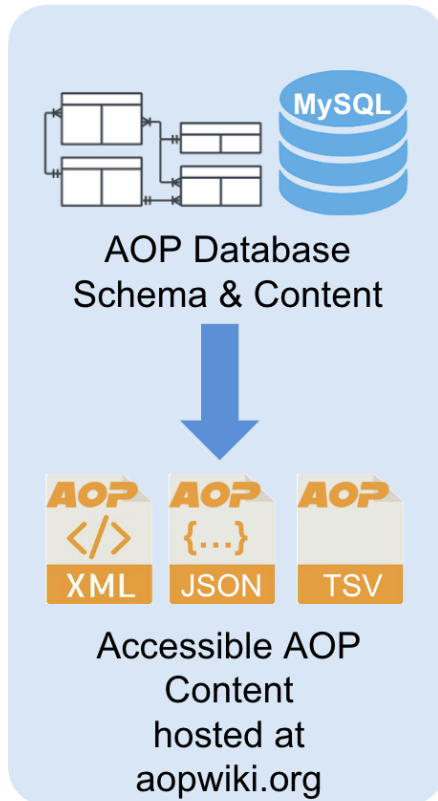 MySQL
AOP Database
Schema & Content
AOP AOP AOP
</> {...}
XML JSON TSV
Accessible AOP
Content
hosted at
aopwiki.org